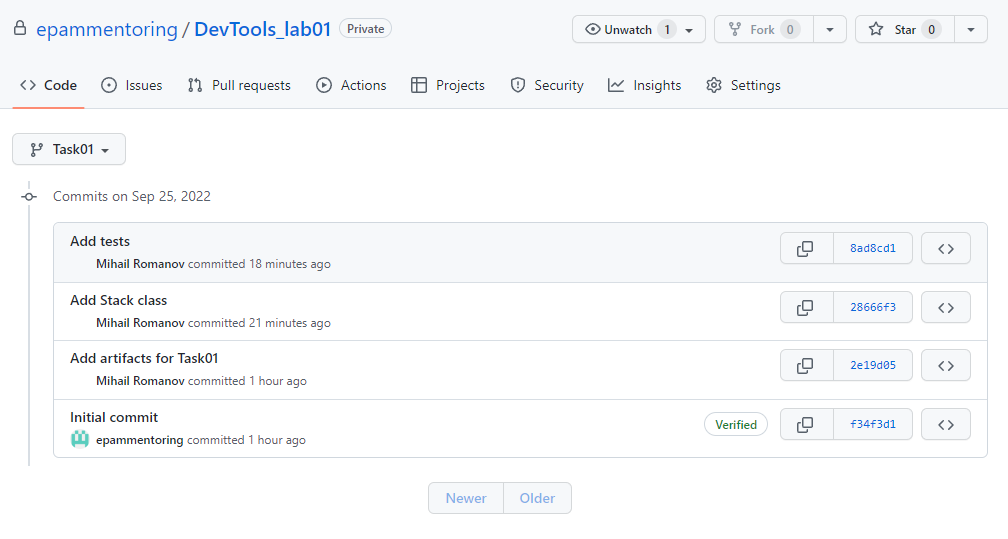 epammentoring / DevTools_lab01 Private Unwatch 1 Fork 0 Star 0
Code Issues Pull requests Actions Projects Security Insights Settings
Task01
Commits on Sep 25, 2022
Add tests
Mihail Romanov committed 18 minutes ago
8ad8cd1
Add Stack class
Mihail Romanov committed 21 minutes ago
28666f3
Add artifacts for Task01
Mihail Romanov committed 1 hour ago
2e19d05
Initial commit
epammentoring committed 1 hour ago
Verified f34f3d1
Newer Older